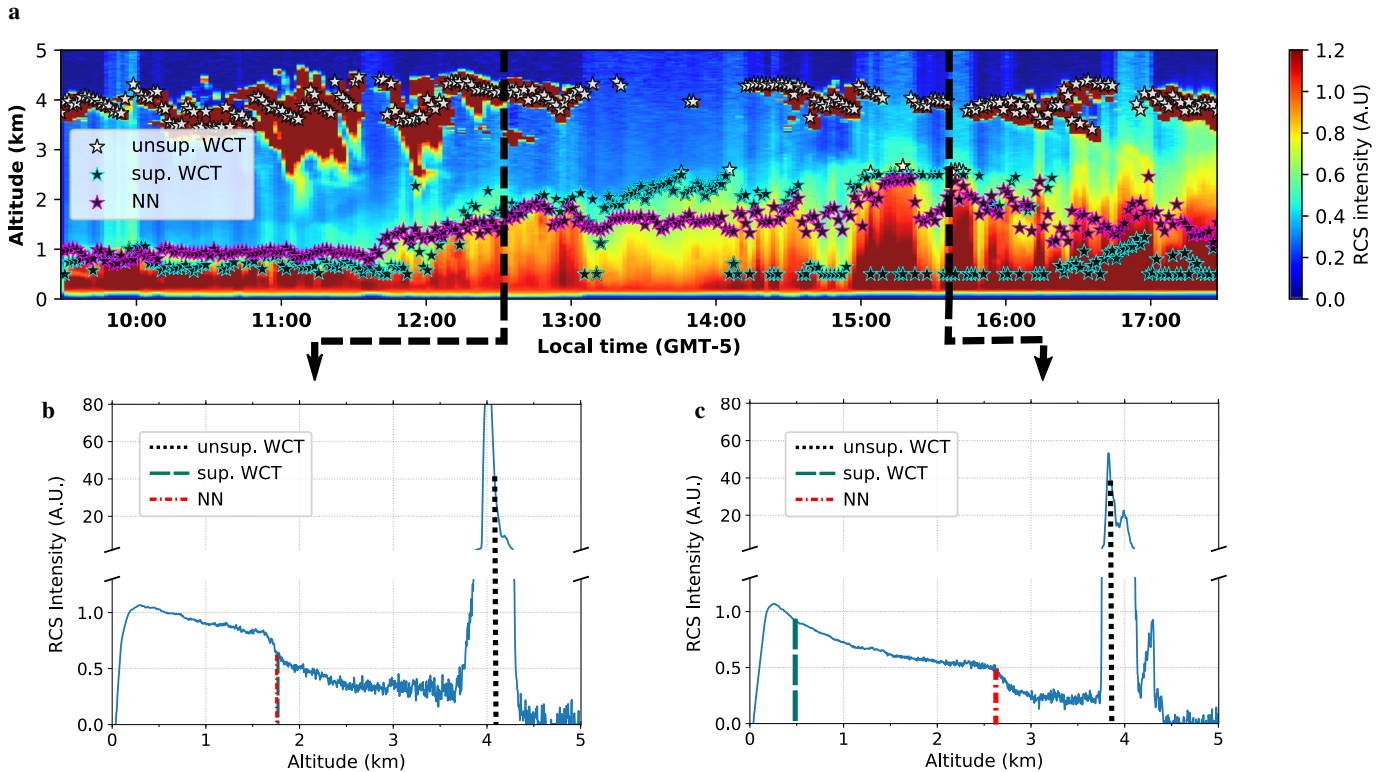 a
5
4
3
2
1
0
Altitude (km)
unsup. WCT
sup. WCT
NN
10:00 11:00 12:00 13:00 14:00 15:00 16:00 17:00
Local time (GMT-5)
1.2
1.0
0.8
0.6
0.4
0.2
0.0
RCS intensity (A.U)
b
80
60
40
20
1.0
0.5
0.0
RCS Intensity (A.U.)
unsup. WCT
sup. WCT
NN
0 1 2 3 4 5
Altitude (km)
c
80
60
40
20
1.0
0.5
0.0
RCS Intensity (A.U.)
unsup. WCT
sup. WCT
NN
0 1 2 3 4 5
Altitude (km)